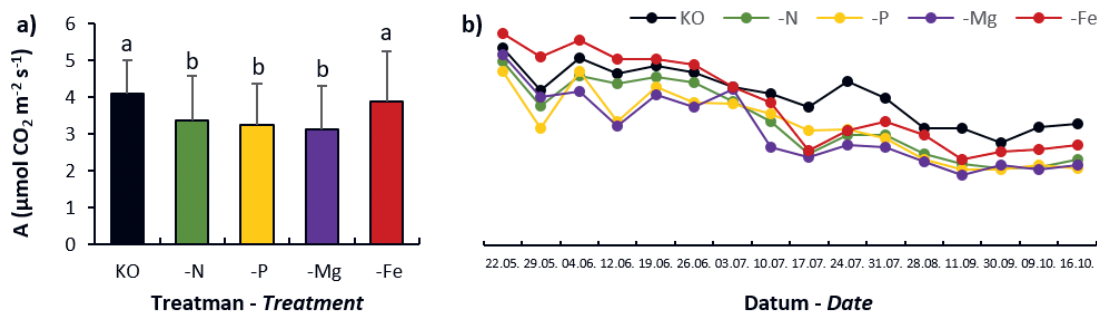 a)
A (µmol CO₂ m⁻² s⁻¹)
6
5
4
3
2
1
0
a
b
b
b
a
KO
-N
-P
-Mg
-Fe
Treatman - Treatment
b)
KO
-N
-P
-Mg
-Fe
22.05. 29.05. 04.06. 12.06. 19.06. 26.06. 03.07. 10.07. 17.07. 24.07. 31.07. 28.08. 11.09. 30.09. 09.10. 16.10.
Datum - Date